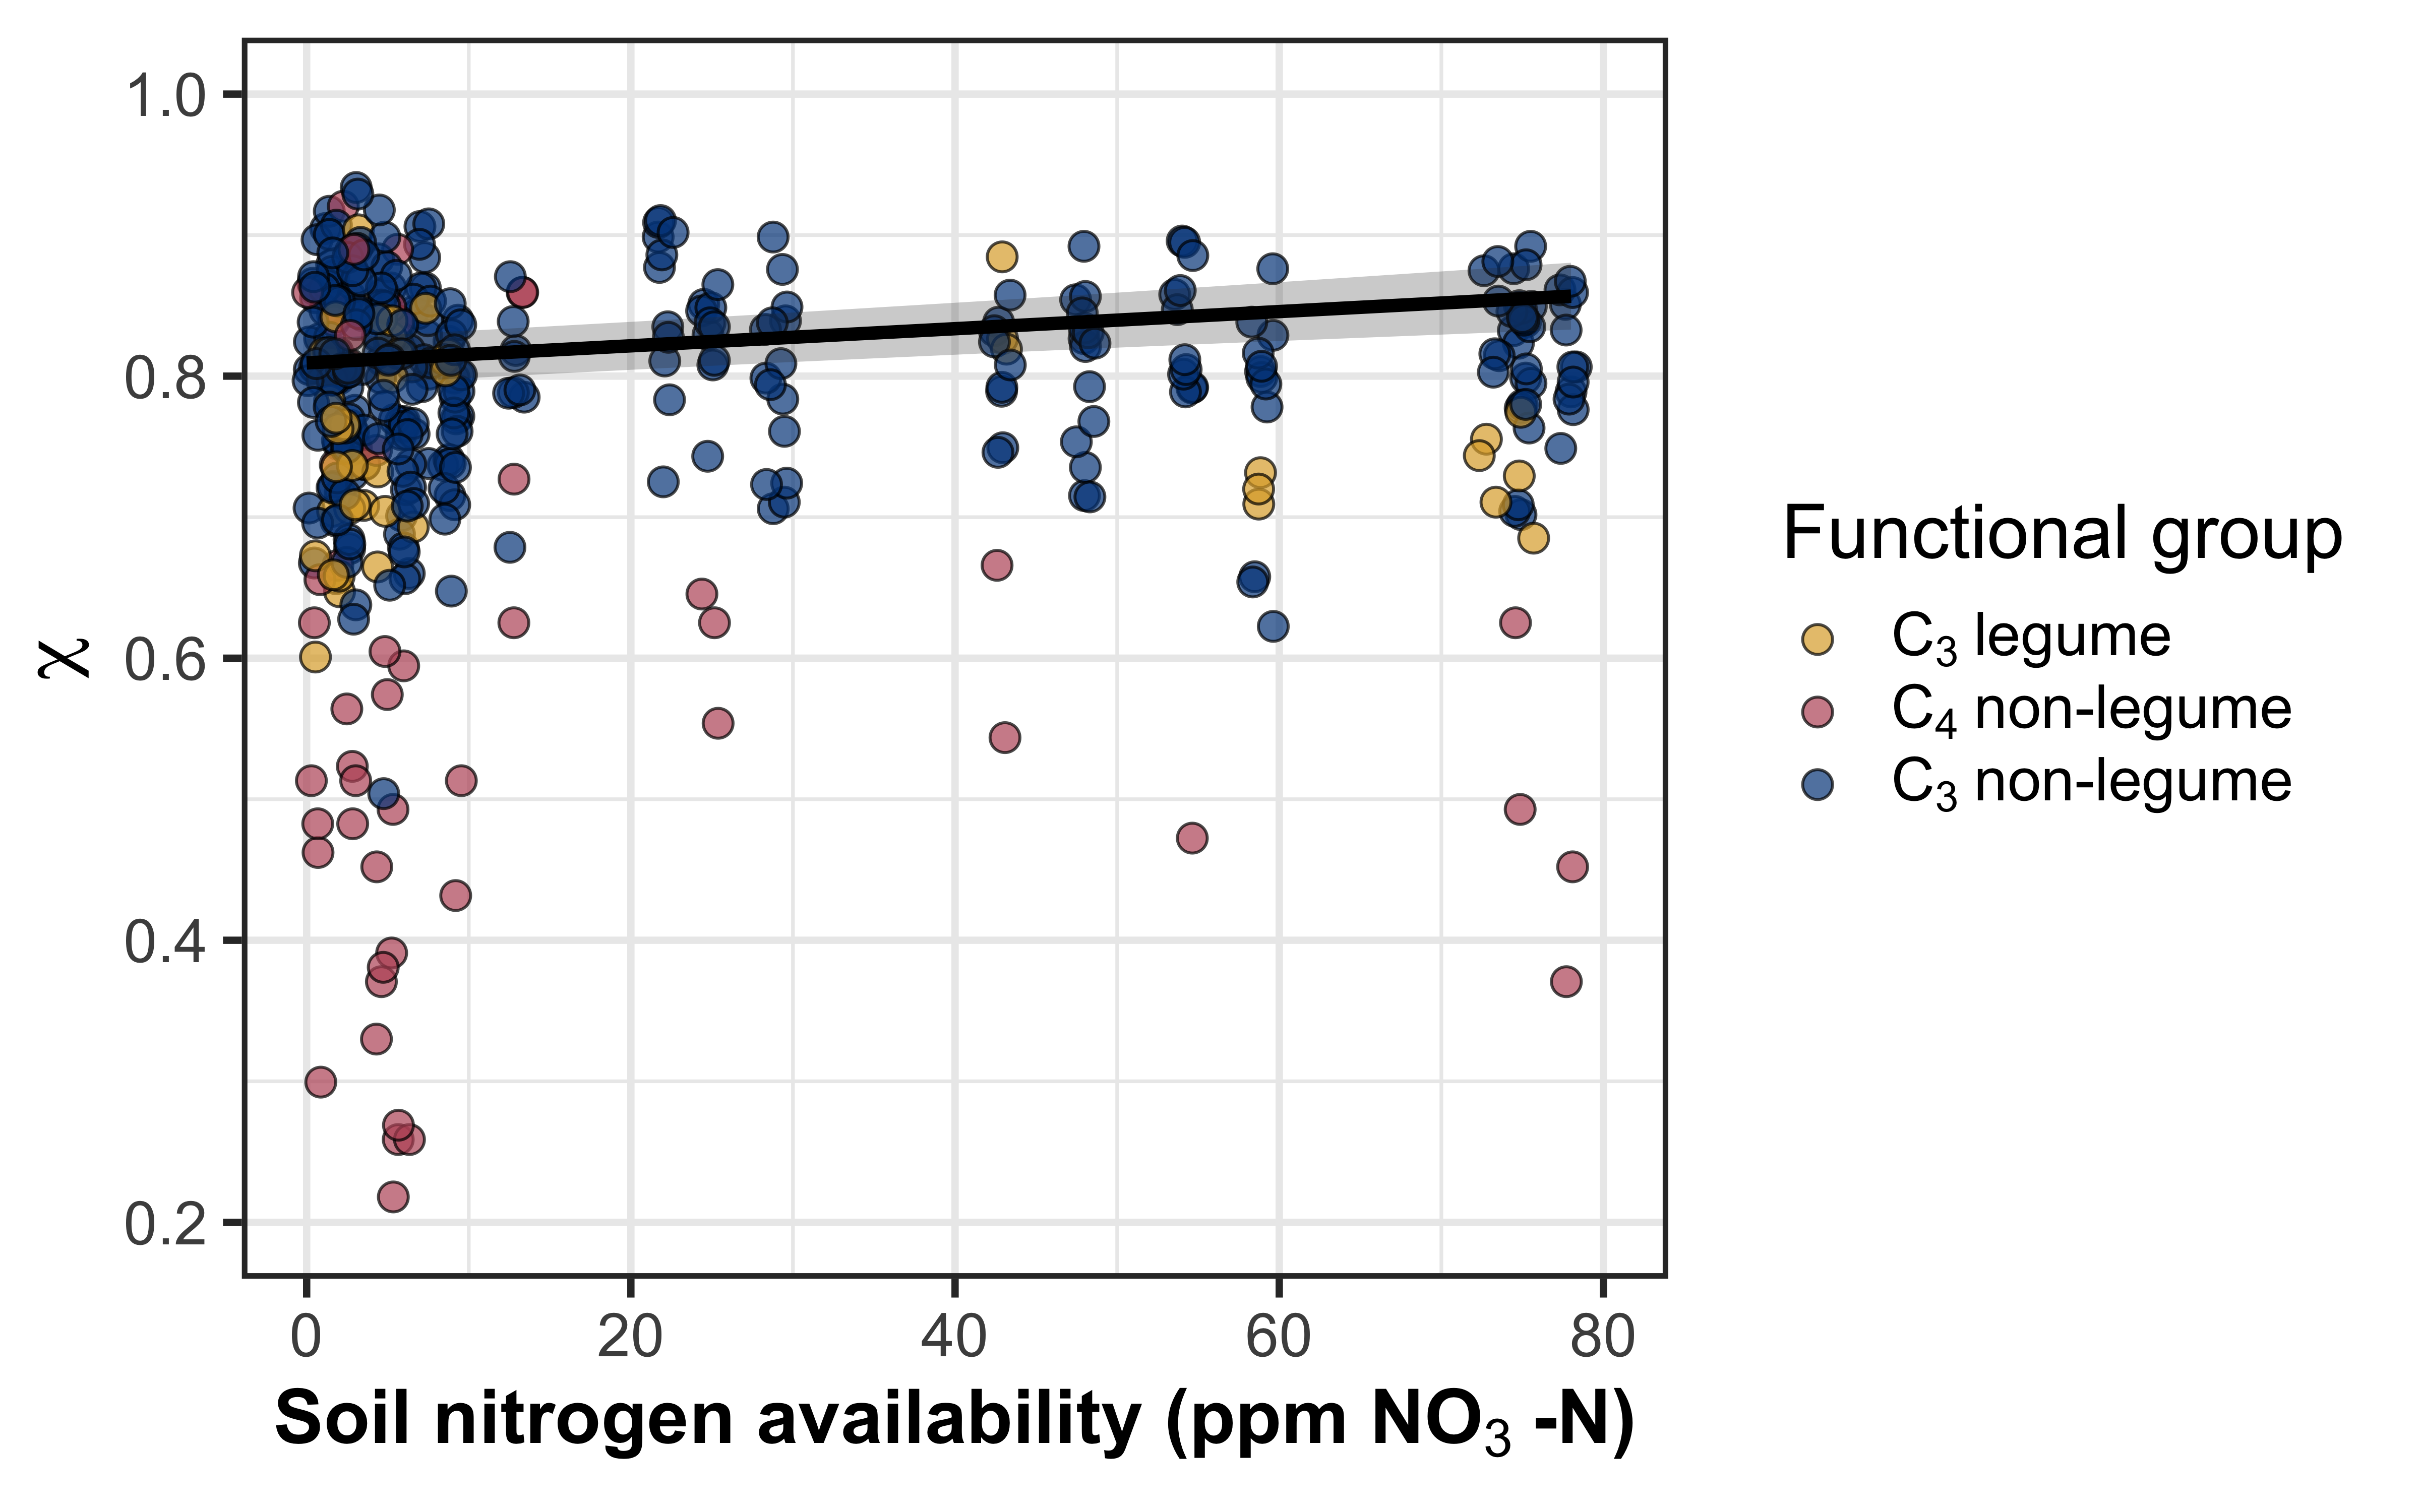 1.0
0.8
0.6
0.4
0.2
χ
0 20 40 60 80
Soil nitrogen availability (ppm NO₃ -N)
Functional group
C₃ legume
C₄ non-legume
C₃ non-legume